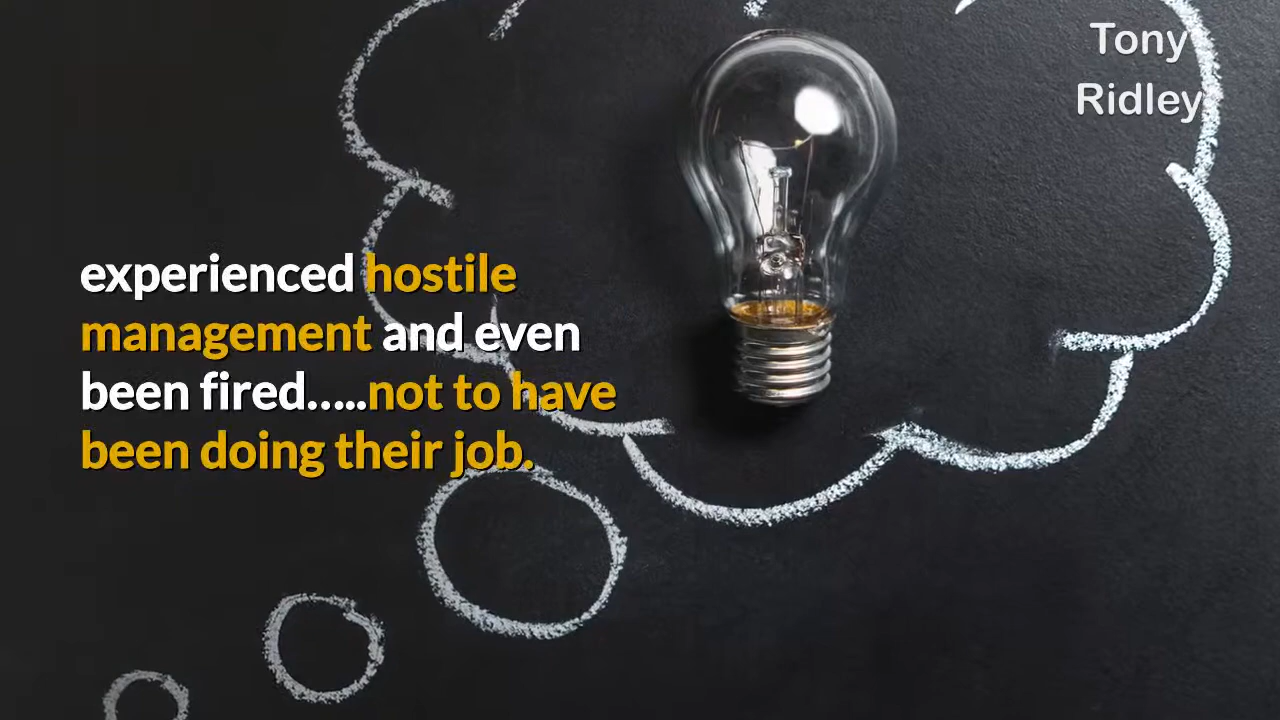 Tony
Ridley
experienced hostile
management and even
been fired.....not to have
been doing their job.